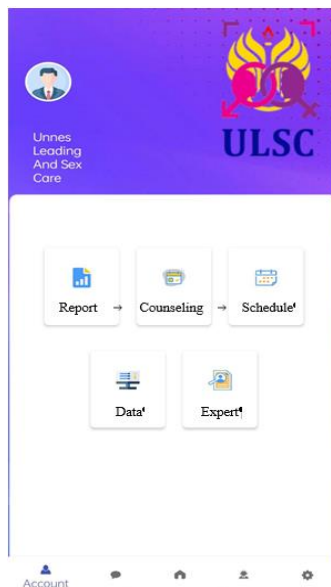 ULSC
Unnes
Leading
And Sex
Care
Report → Counseling → Schedule
Data Expert
Account